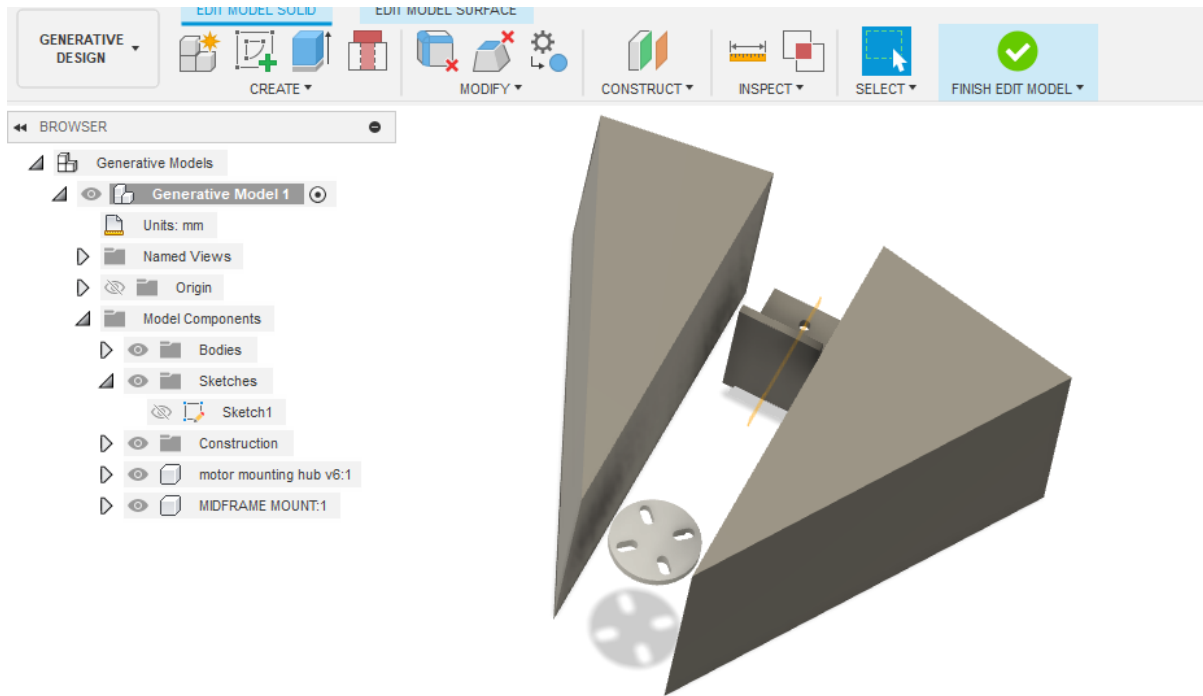 EDIT MODEL SOLID
EDIT MODEL SURFACE
GENERATIVE
DESIGN
CREATE
MODIFY
CONSTRUCT
INSPECT
SELECT
FINISH EDIT MODEL
BROWSER
Generative Models
Generative Model 1
Units: mm
Named Views
Origin
Model Components
Bodies
Sketches
Sketch1
Construction
motor mounting hub v6:1
MIDFRAME MOUNT:1